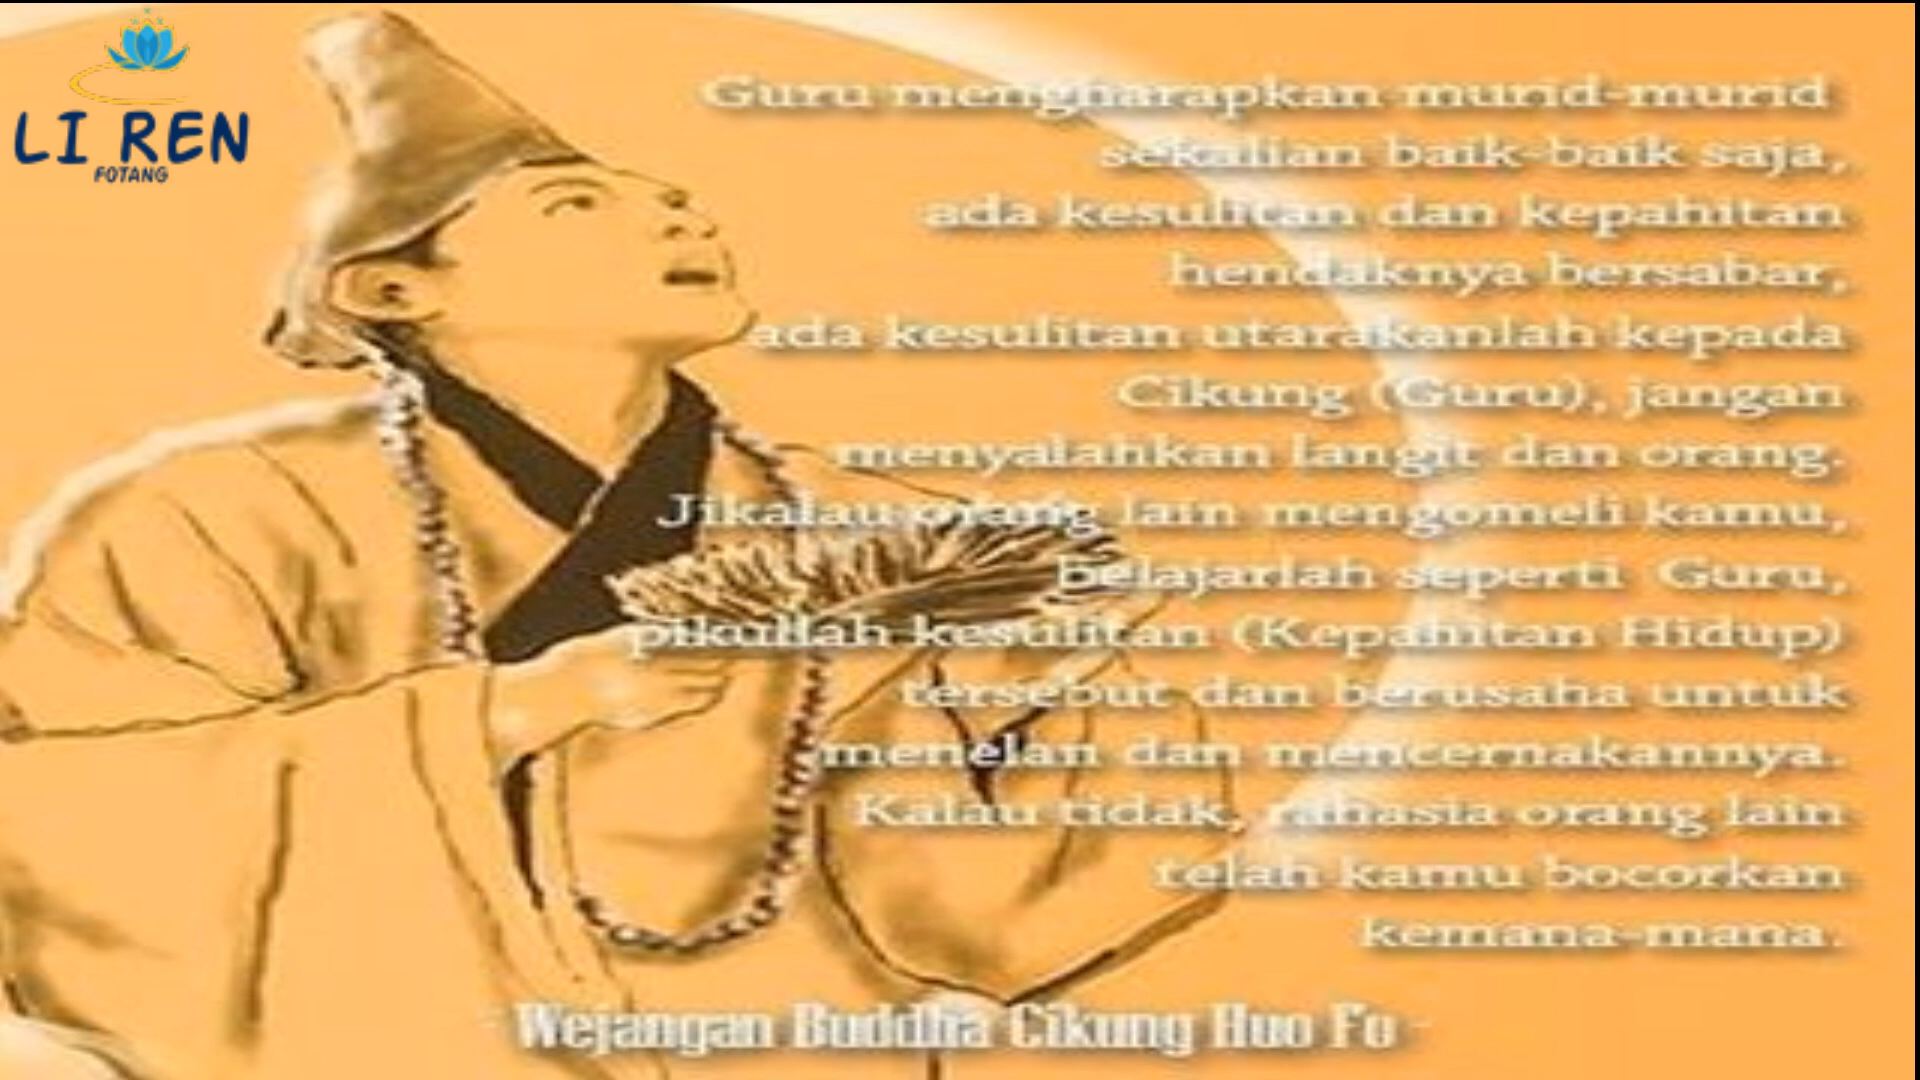 LI REN
FOTANG
Guru mengharapkan murid-murid
sekalian baik-baik saja,
ada kesulitan dan kepahitan
hendaknya bersabar,
ada kesulitan utarakanlah kepada
Cikung (Guru), jangan
menyalahkan langit dan orang.
Jikalau orang lain mengomeli kamu,
belajarlah seperti Guru,
pikullah kesulitan (Kepahitan Hidup)
tersebut dan berusaha untuk
menelan dan mencernakannya.
Kalau tidak, rahasia orang lain
telah kamu bocorkan
kemana-mana.
Wejangan Buddha Cikung Huo Fo